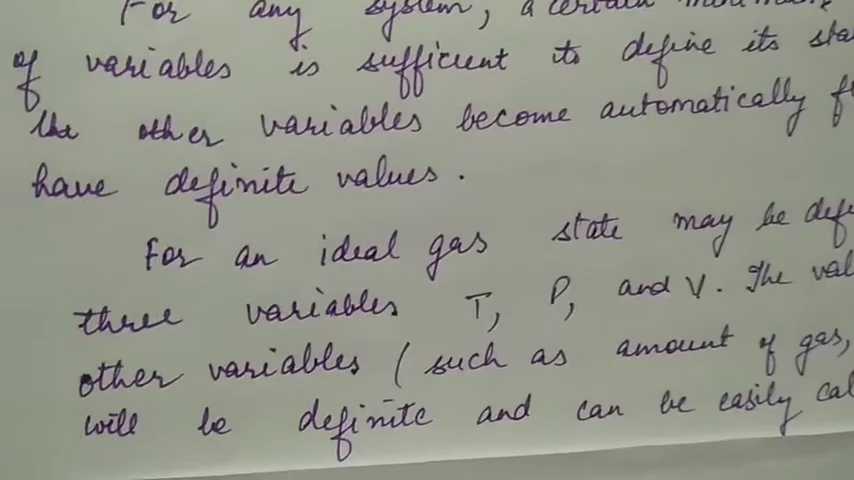 For any system, a certain
of variables is sufficient to define its
the other variables become automatically
have definite values.
For an ideal gas state may be
three variables T, P, and V. The
other variables (such as amount of gas,
will be definite and can be easily